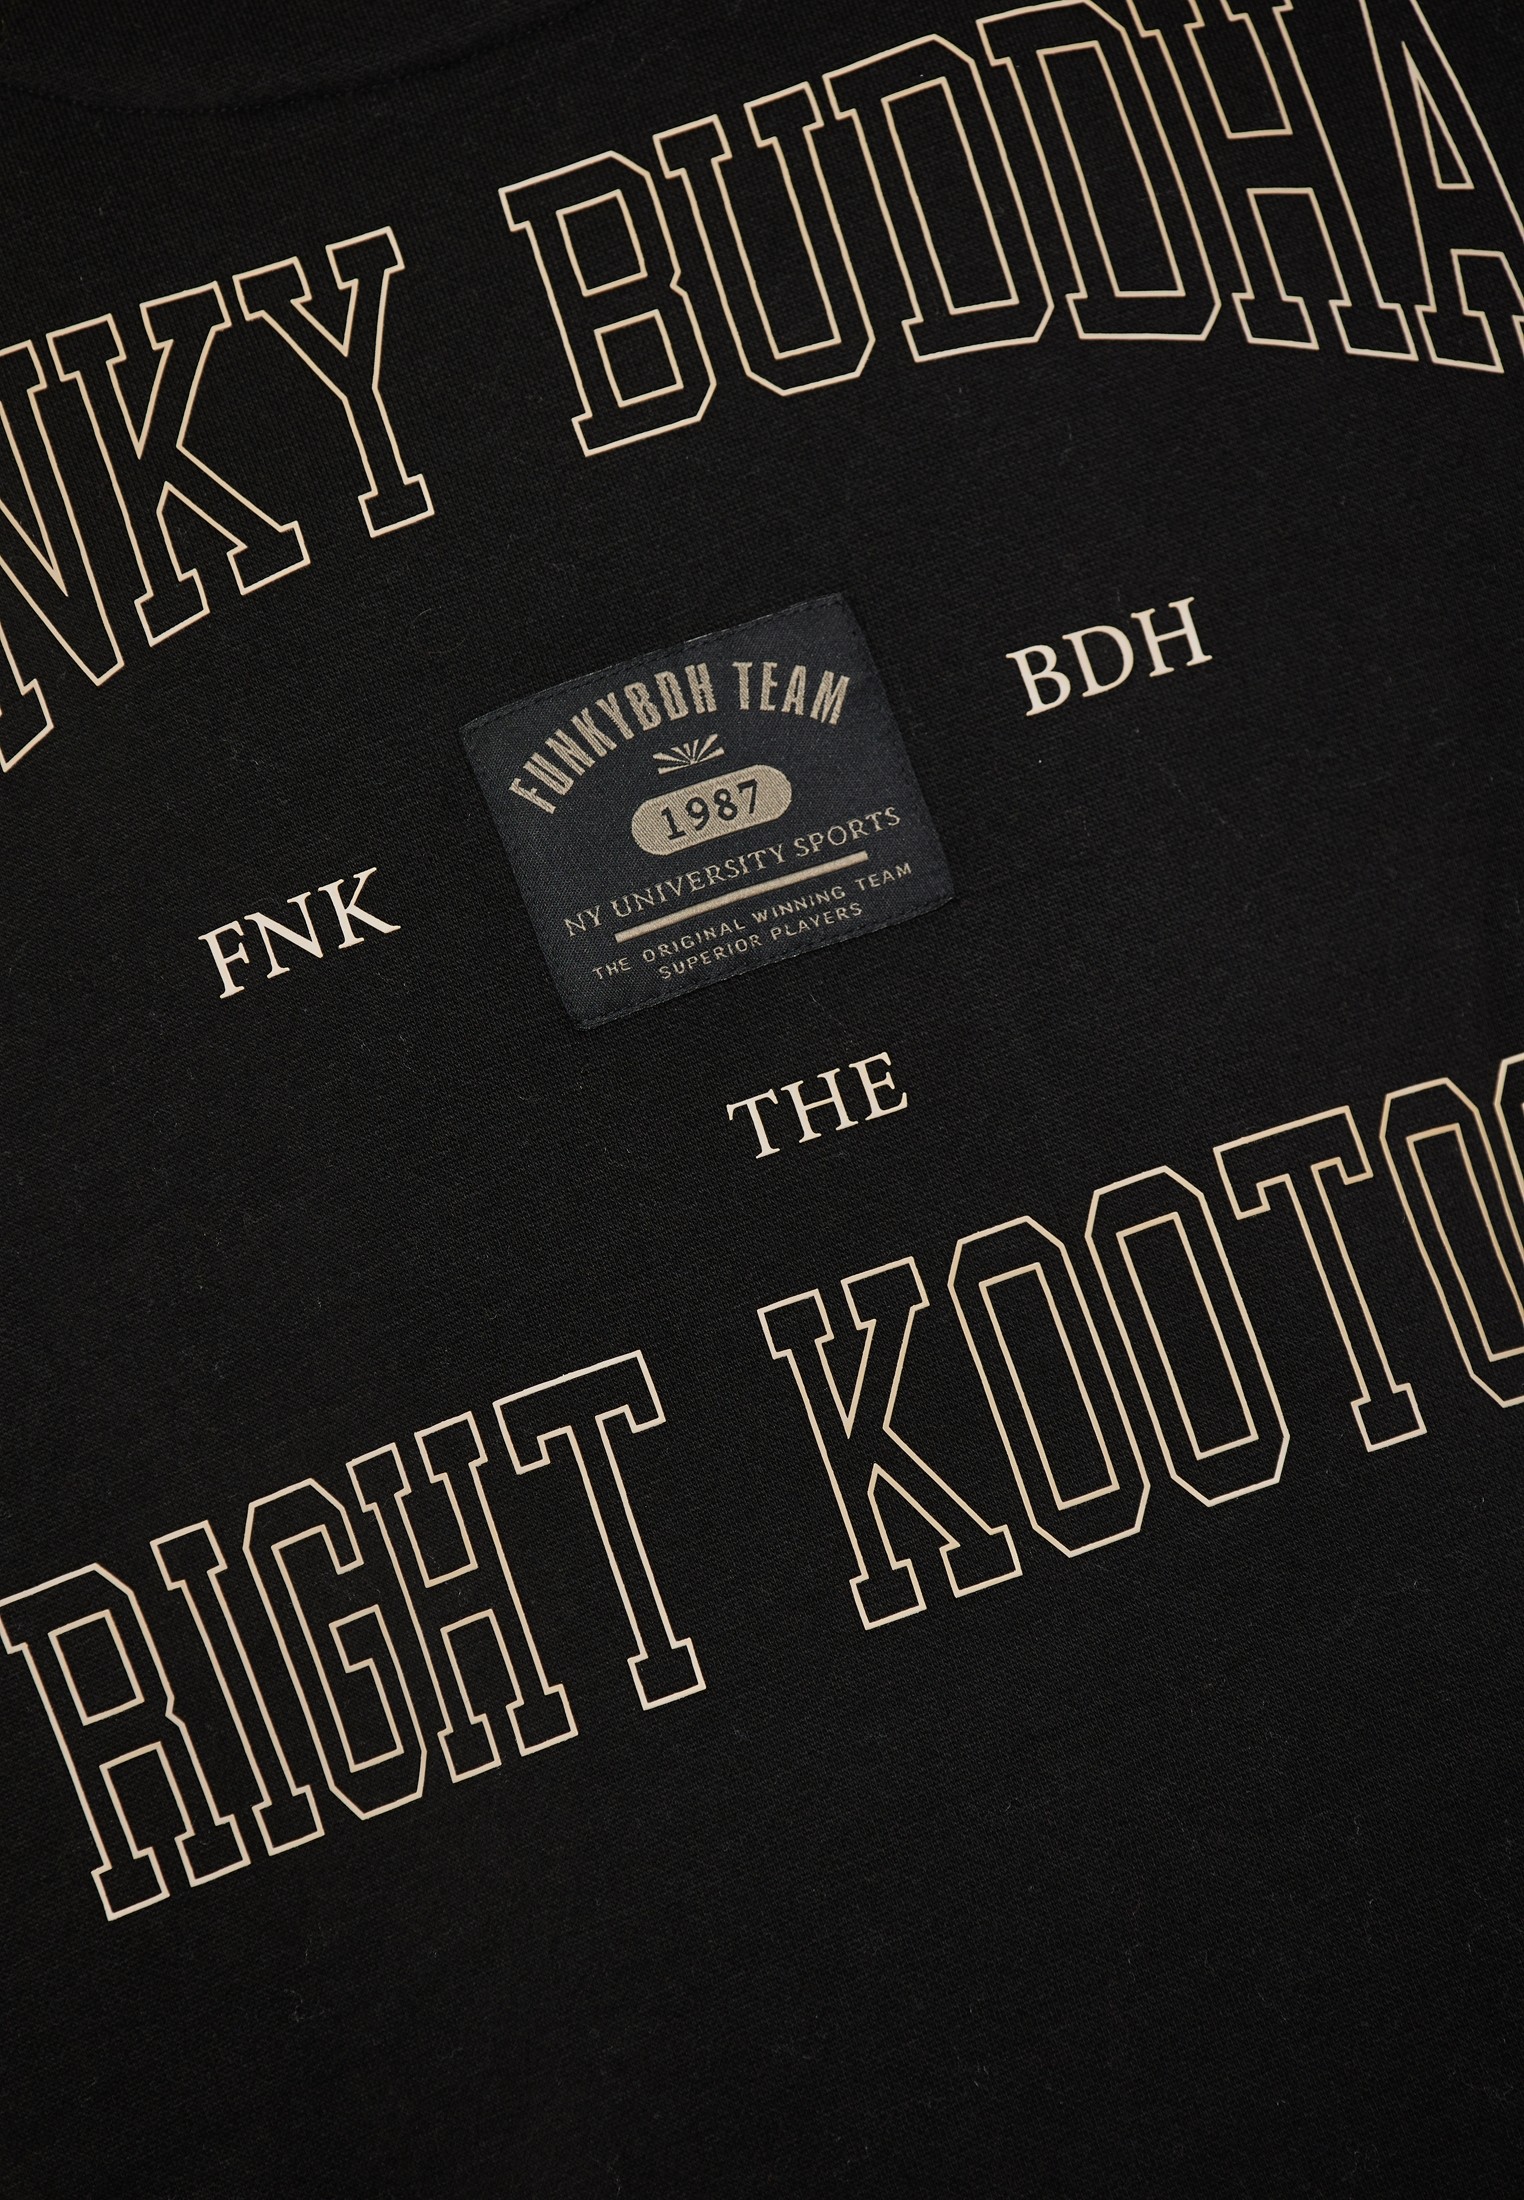 NKY BUDDHA
FNK
BDH
FUNKYBDH TEAM
1987
NY UNIVERSITY SPORTS
THE ORIGINAL WINNING TEAM
SUPERIOR PLAYERS
THE
RIGHT KOOTO